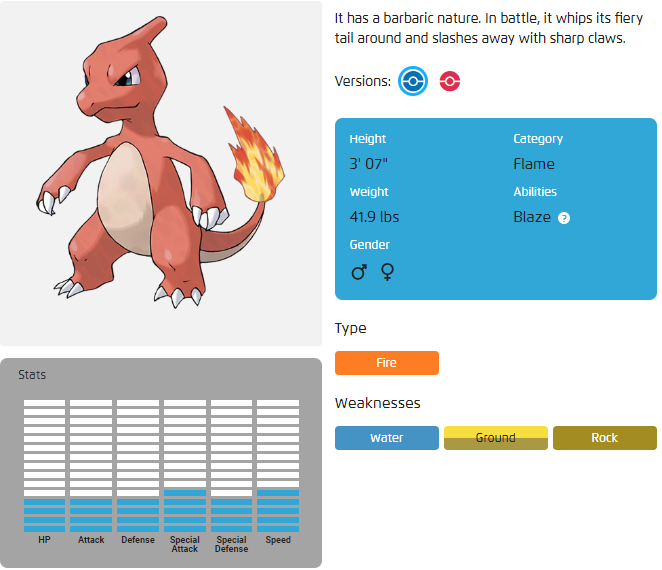 It has a barbaric nature. In battle, it whips its fiery
tail around and slashes away with sharp claws.
Versions:
Height
3' 07"
Category
Flame
Weight
41.9 lbs
Abilities
Blaze ?
Gender
Type
Fire
Weaknesses
Water
Ground
Rock
Stats
HP
Attack
Defense
Special
Attack
Special
Defense
Speed